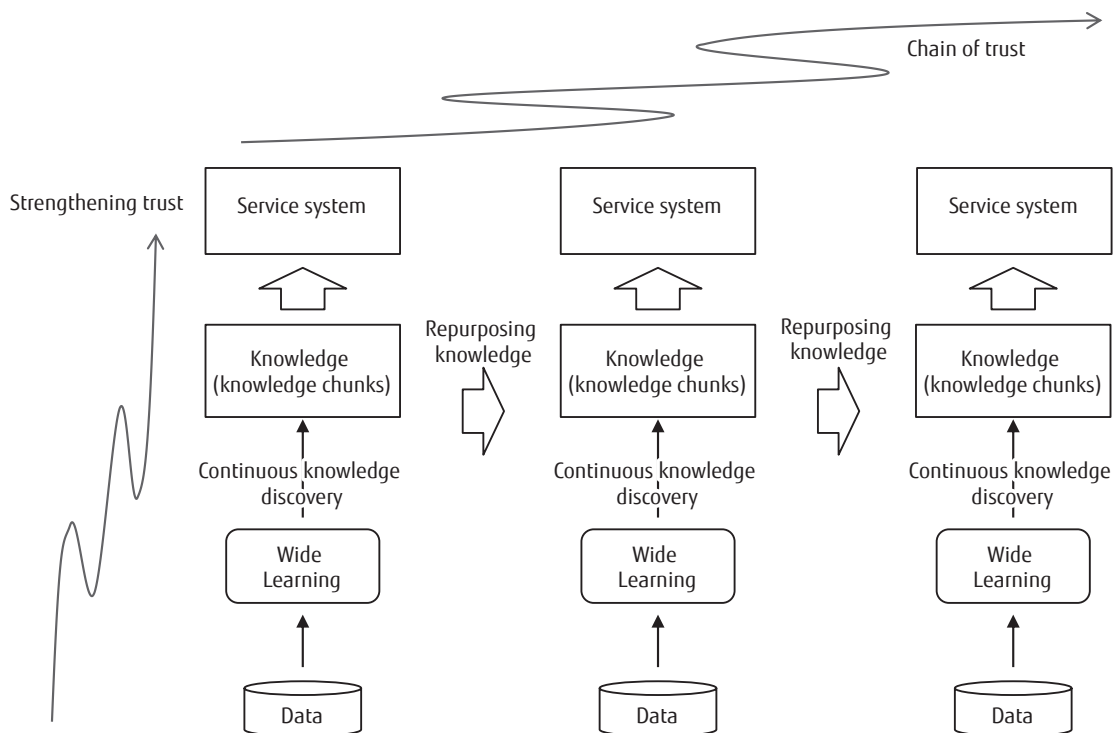 Chain of trust
Strengthening trust
Service system
Service system
Service system
Repurposing
knowledge
Repurposing
knowledge
Knowledge
(knowledge chunks)
Knowledge
(knowledge chunks)
Knowledge
(knowledge chunks)
Continuous knowledge
discovery
Continuous knowledge
discovery
Continuous knowledge
discovery
Wide
Learning
Wide
Learning
Wide
Learning
Data
Data
Data